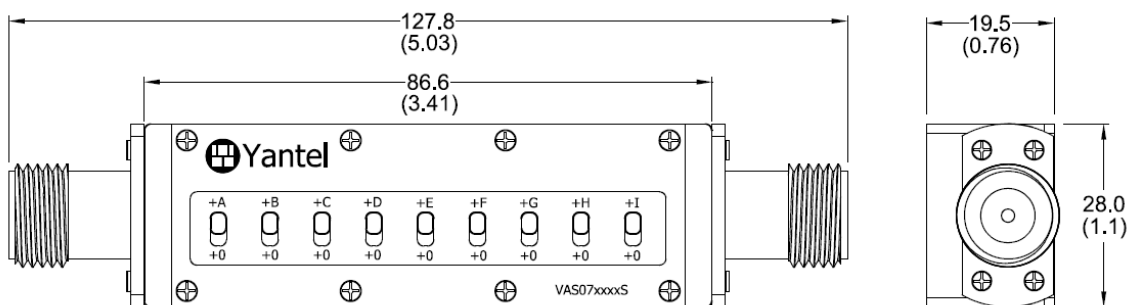 127.8
(5.03)
19.5
(0.76)
86.6
(3.41)
Yantel
+A +B +C +D +E +F +G +H +I
+0 +0 +0 +0 +0 +0 +0 +0 +0
28.0
(1.1)
VAS07xxxxS